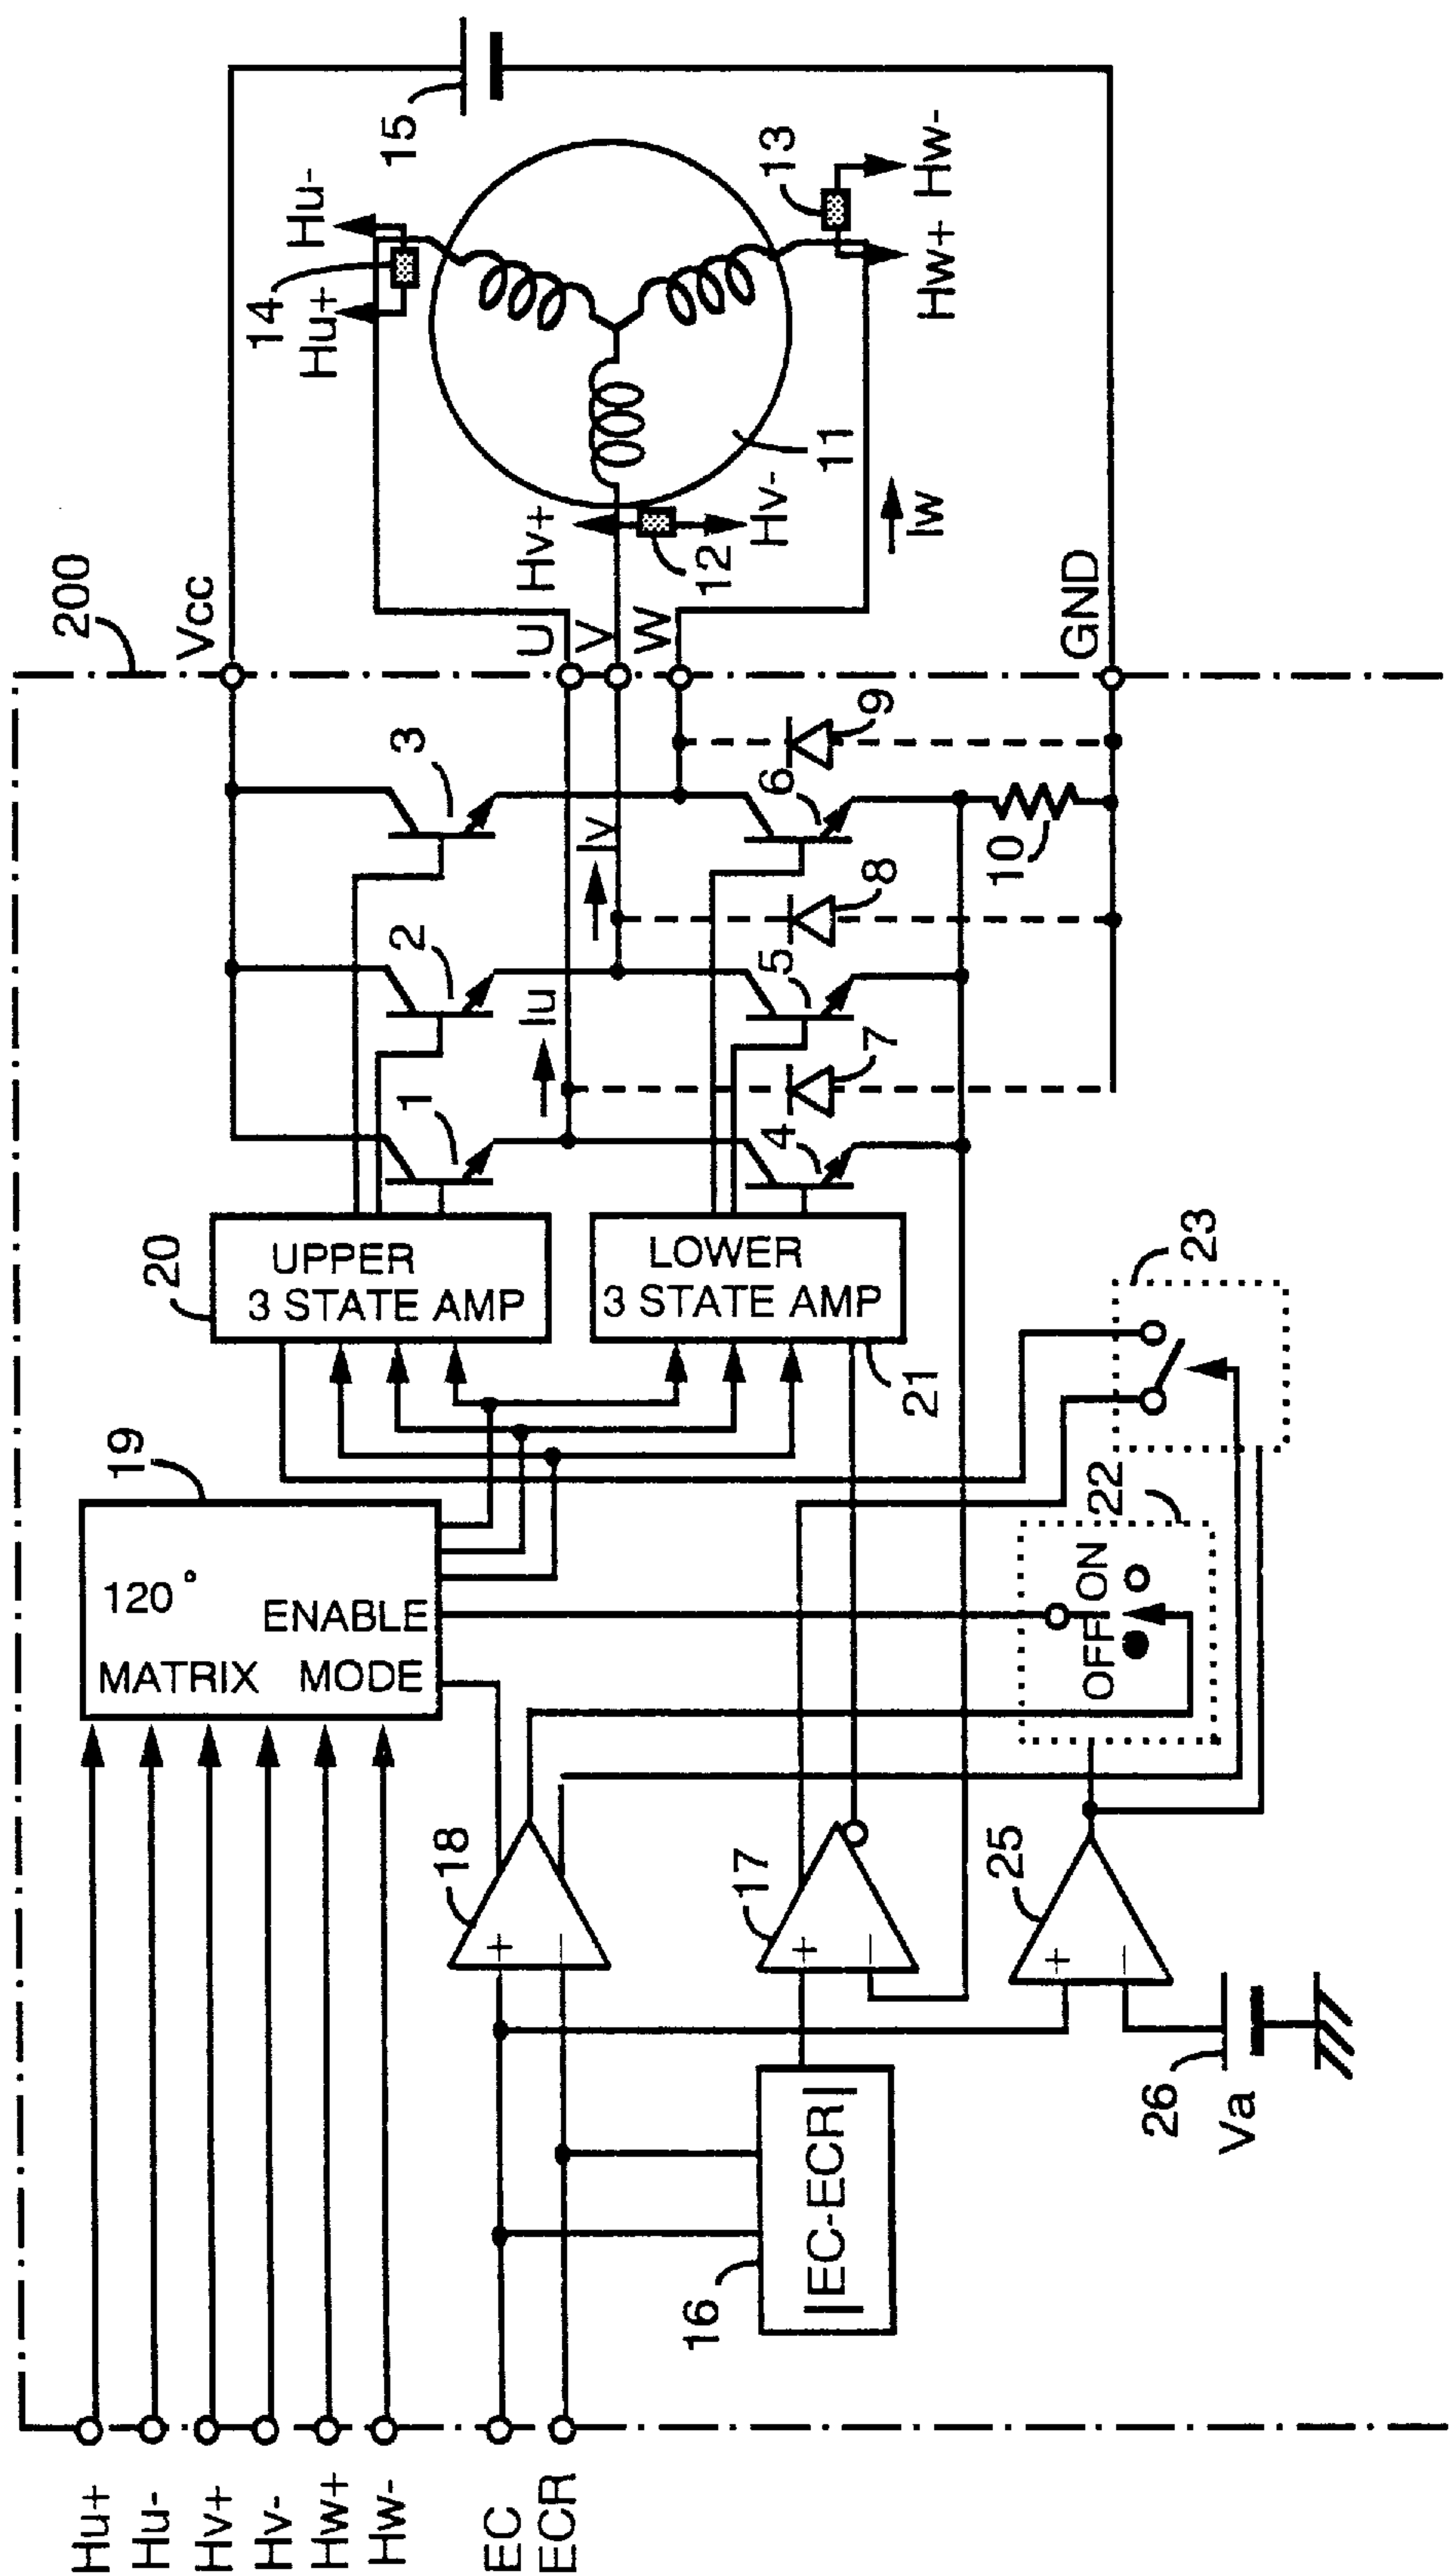 200
Vcc
15
Hu+
14
Hu-
U
V
W
Hv+
12
Hv-
11
13
Hw+
Hw-
Iw
GND
20
UPPER
3 STATE AMP
LOWER
3 STATE AMP
21
1
2
3
Iu
Iv
4
5
6
7
8
9
10
19
120°
MATRIX
ENABLE
MODE
22
OFF ON
23
18
+
−
17
+
−
25
+
−
16
|EC-ECR|
26
Va
Hu+
Hu-
Hv+
Hv-
Hw+
Hw-
EC
ECR